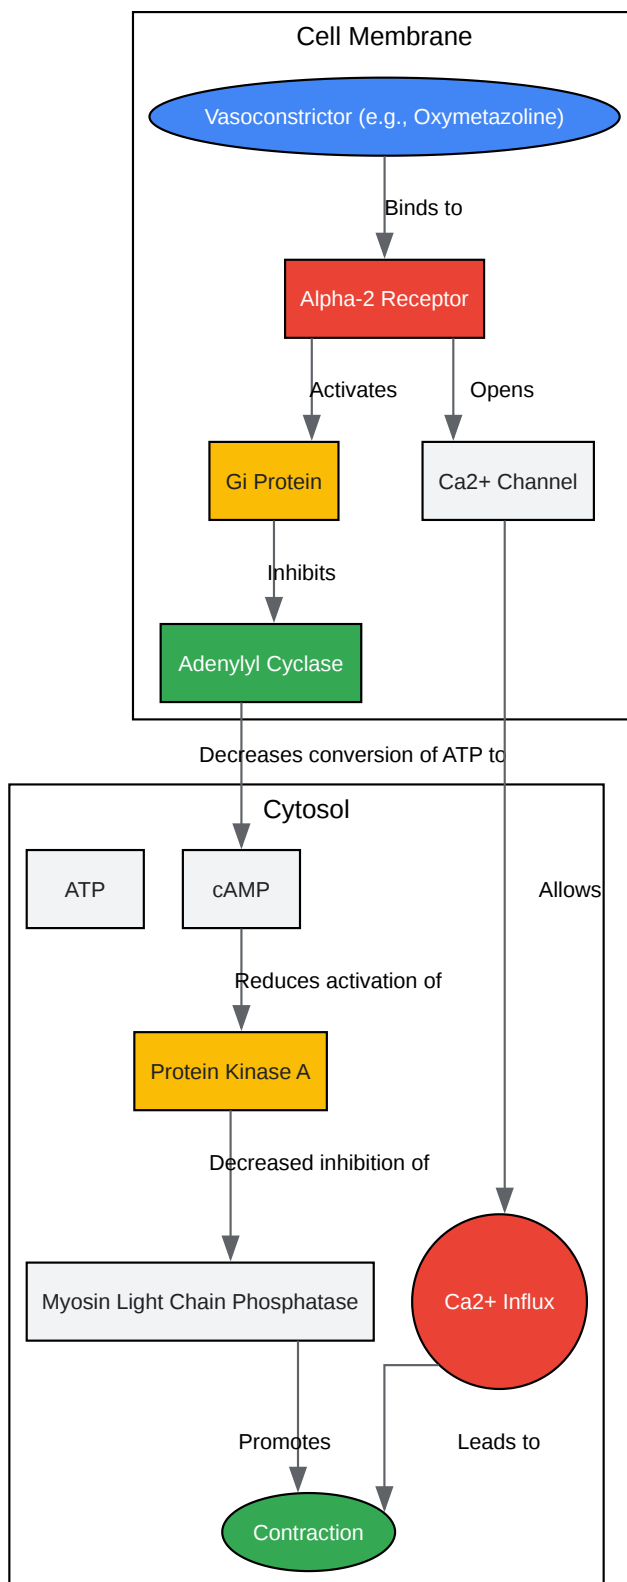 Cell Membrane
Vasoconstrictor (e.g., Oxymetazoline)
Binds to
Alpha-2 Receptor
Activates
Opens
Gi Protein
Ca2+ Channel
Inhibits
Adenylyl Cyclase
Decreases conversion of ATP to
Cytosol
ATP
cAMP
Allows
Reduces activation of
Protein Kinase A
Decreased inhibition of
Myosin Light Chain Phosphatase
Ca2+ Influx
Promotes
Leads to
Contraction